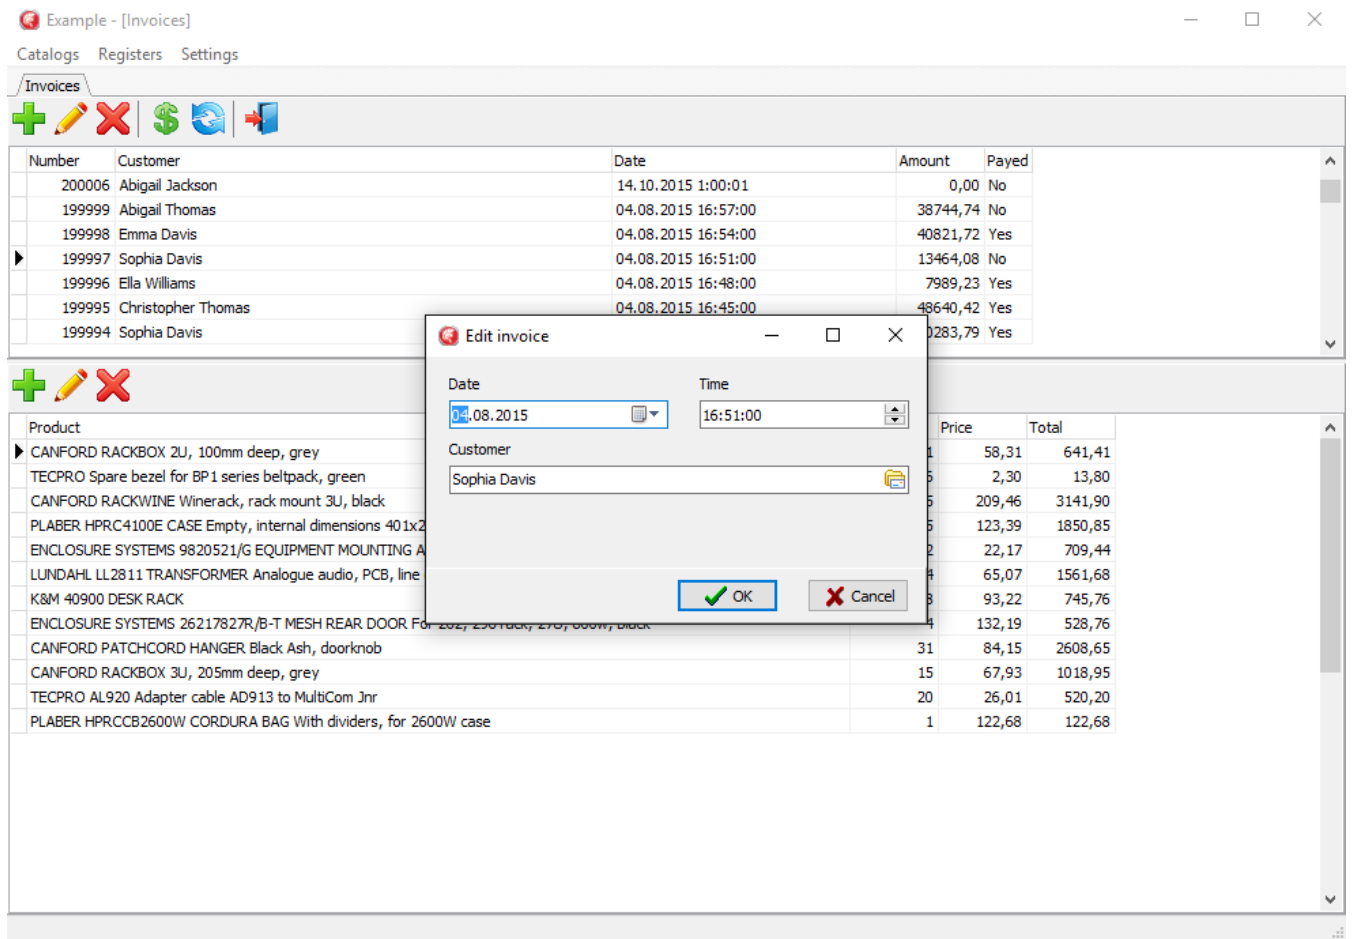 Example - [Invoices]
Catalogs Registers Settings
Invoices
Number Customer Date Amount Payed
200006 Abigail Jackson 14.10.2015 1:00:01 0,00 No
199999 Abigail Thomas 04.08.2015 16:57:00 38744,74 No
199998 Emma Davis 04.08.2015 16:54:00 40821,72 Yes
199997 Sophia Davis 04.08.2015 16:51:00 13464,08 No
199996 Ella Williams 04.08.2015 16:48:00 7989,23 Yes
199995 Christopher Thomas 04.08.2015 16:45:00 48640,42 Yes
199994 Sophia Davis 0283,79 Yes
Edit invoice
Date Time
04.08.2015 16:51:00
Customer
Sophia Davis
OK Cancel
Product Price Total
CANFORD RACKBOX 2U, 100mm deep, grey 1 58,31 641,41
TECPRO Spare bezel for BP1 series beltpack, green 2,30 13,80
CANFORD RACKWINE Winerack, rack mount 3U, black 209,46 3141,90
PLABER HPRC4100E CASE Empty, internal dimensions 401x2 123,39 1850,85
ENCLOSURE SYSTEMS 9820521/G EQUIPMENT MOUNTING A 2 22,17 709,44
LUNDAHL LL2811 TRANSFORMER Analogue audio, PCB, line 4 65,07 1561,68
K&M 40900 DESK RACK 93,22 745,76
ENCLOSURE SYSTEMS 26217827R/B-T MESH REAR DOOR For 4 132,19 528,76
CANFORD PATCHCORD HANGER Black Ash, doorknob 31 84,15 2608,65
CANFORD RACKBOX 3U, 205mm deep, grey 15 67,93 1018,95
TECPRO AL920 Adapter cable AD913 to MultiCom Jnr 20 26,01 520,20
PLABER HPRCCB2600W CORDURA BAG With dividers, for 2600W case 1 122,68 122,68